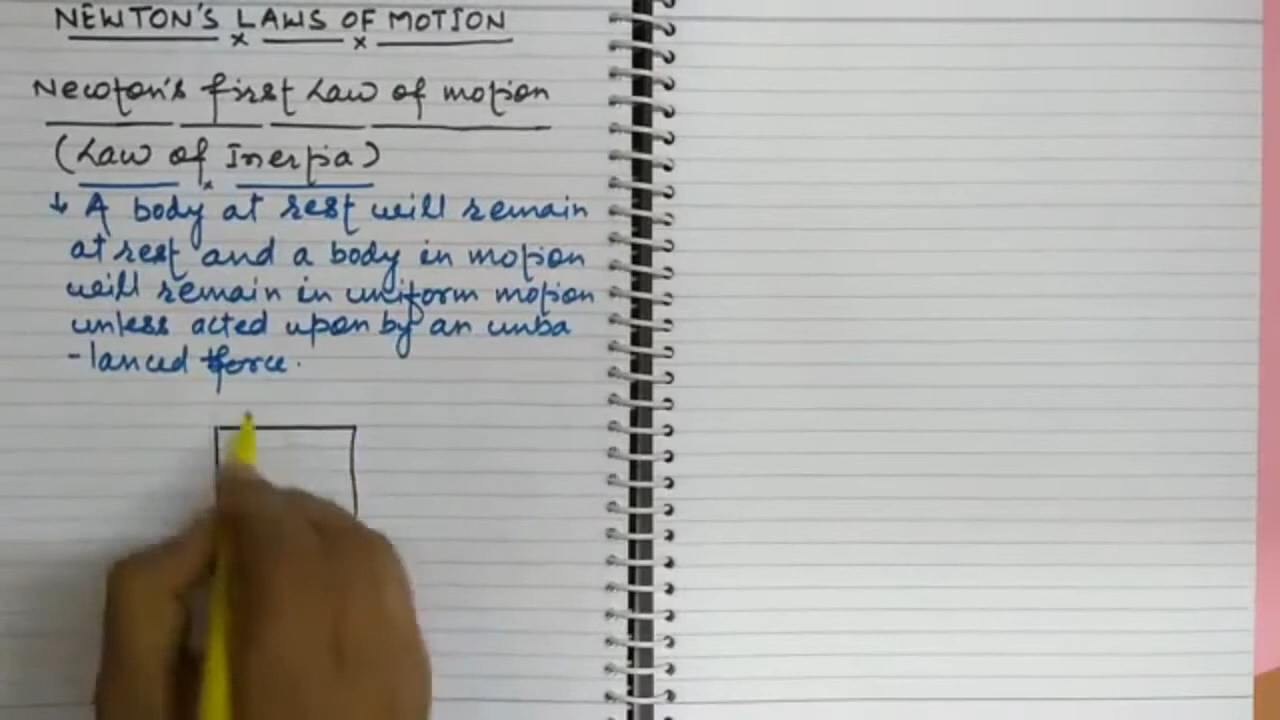 NEWTON'S LAWS OF MOTION
Newton's first Law of motion
(Law of Inertia)
↓ A body at rest will remain
at rest and a body in motion
will remain in uniform motion
unless acted upon by an unba
-lanced force.